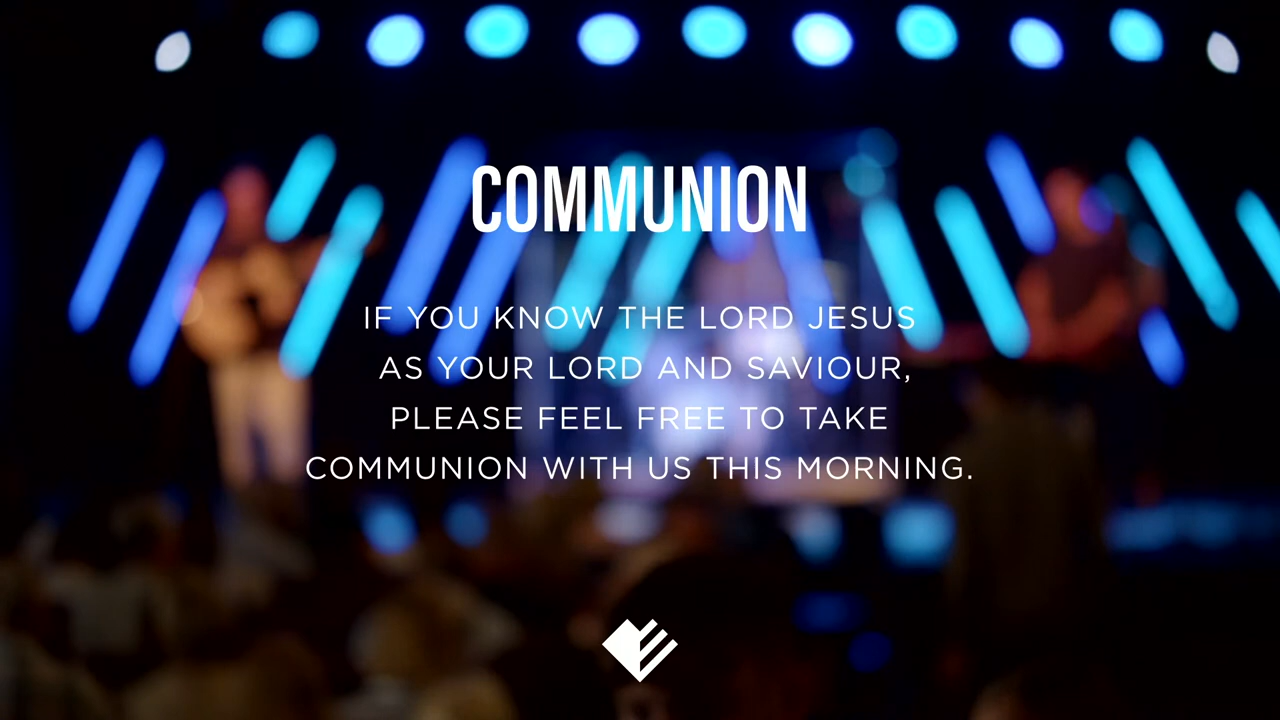 COMMUNION
IF YOU KNOW THE LORD JESUS
AS YOUR LORD AND SAVIOUR,
PLEASE FEEL FREE TO TAKE
COMMUNION WITH US THIS MORNING.